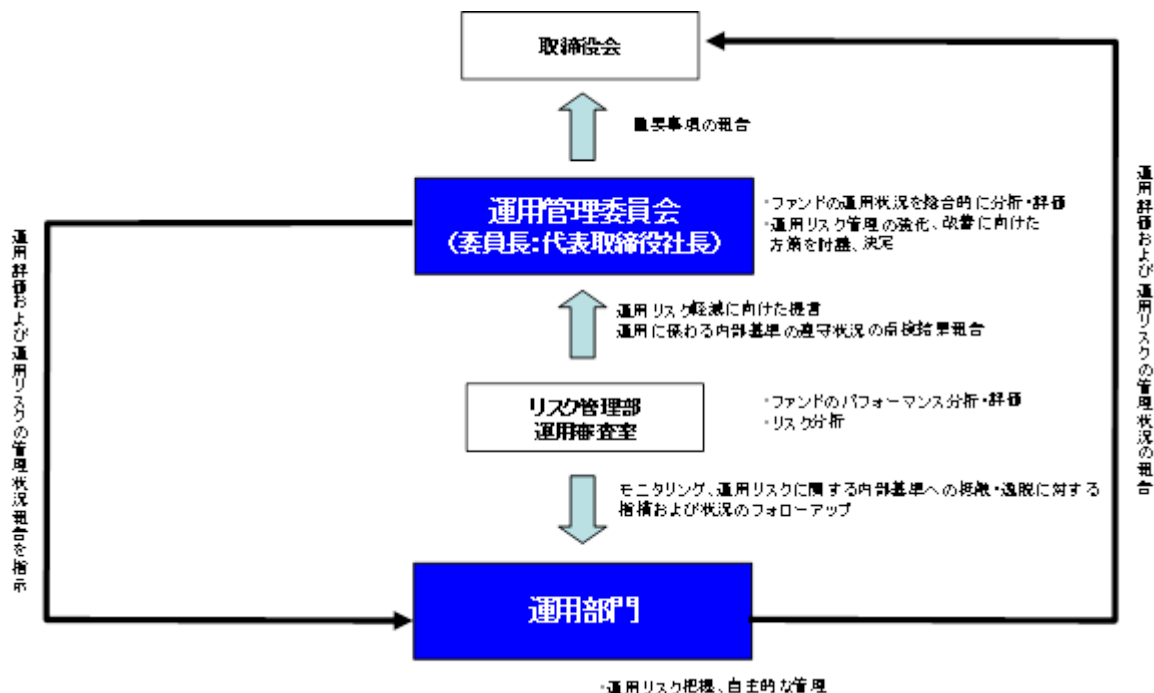 取締役会
重要事項の報告
運用管理委員会
(委員長:代表取締役社長)
・ファンドの運用状況を総合的に分析・評価
・運用リスク管理の強化、改善に向けた
方策を討議、決定
運用リスク軽減に向けた提言
運用に係わる内部基準の遵守状況の点検結果報告
リスク管理部
運用審査室
・ファンドのパフォーマンス分析・評価
・リスク分析
モニタリング、運用リスクに関する内部基準への抵触・逸脱に対する
指摘および状況のフォローアップ
運用部門
・運用リスク把握、自主的な管理
運用評価および運用リスクの管理状況報告を指示
運用評価および運用リスクの管理状況の報告